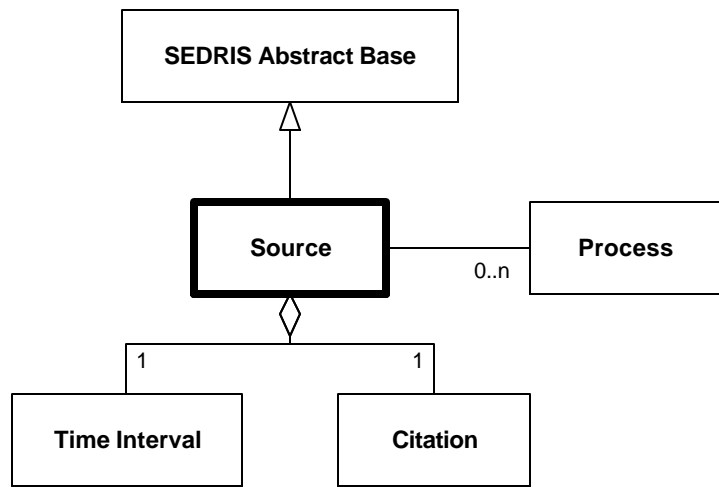 SEDRIS Abstract Base
Source
Process
0..n
1
1
Time Interval
Citation